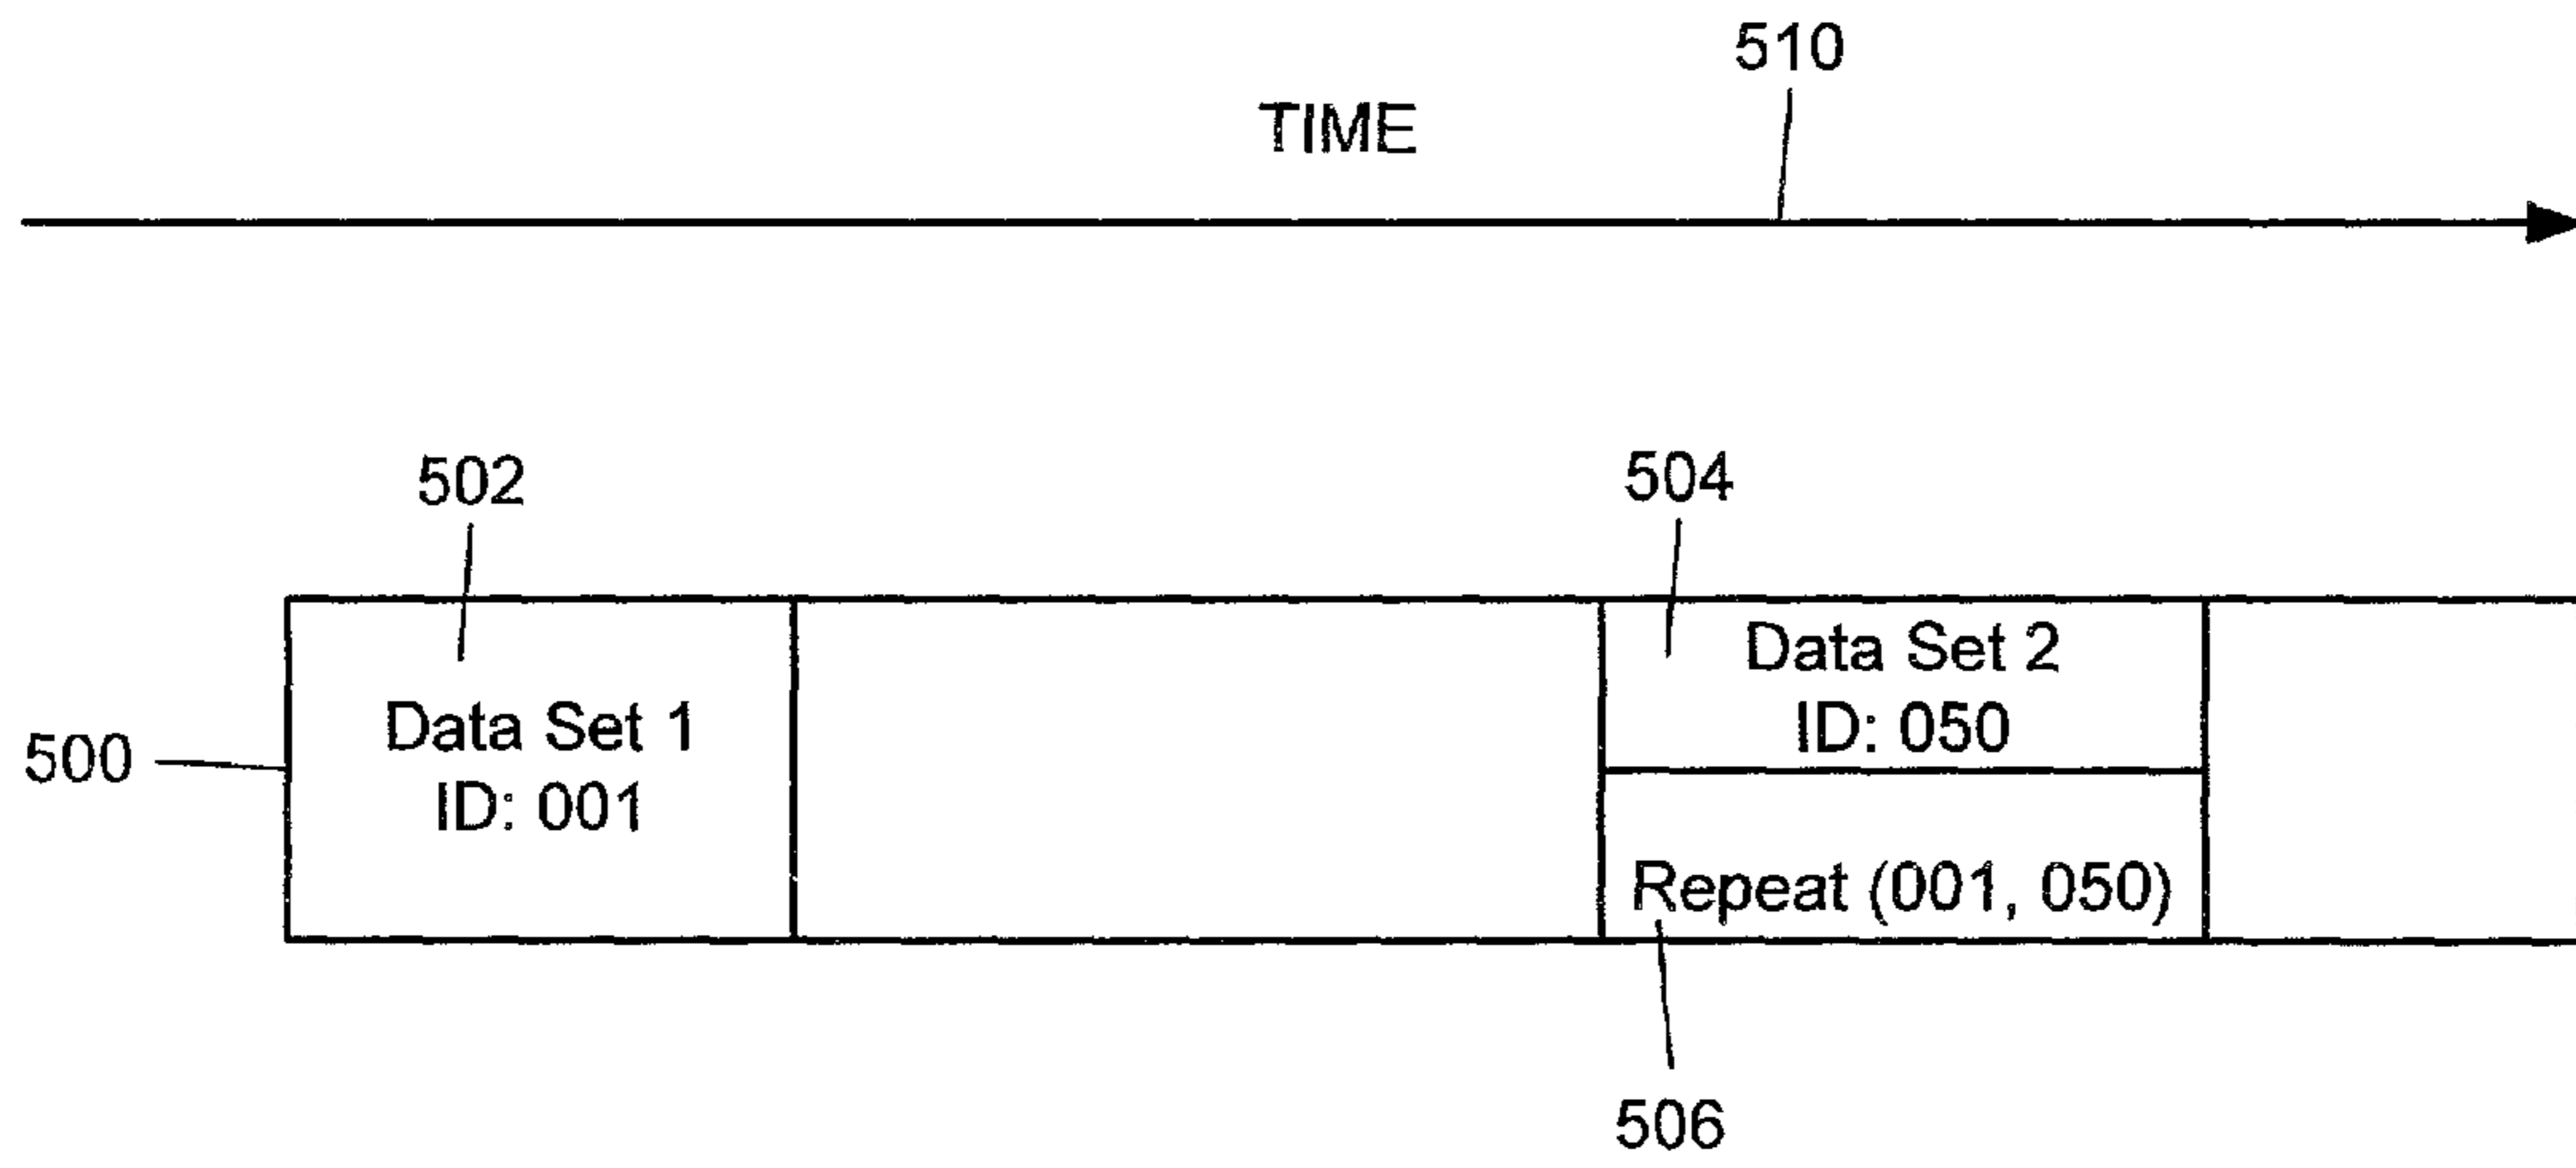 510
TIME
502
504
Data Set 1
ID: 001
500
Data Set 2
ID: 050
Repeat (001, 050)
506